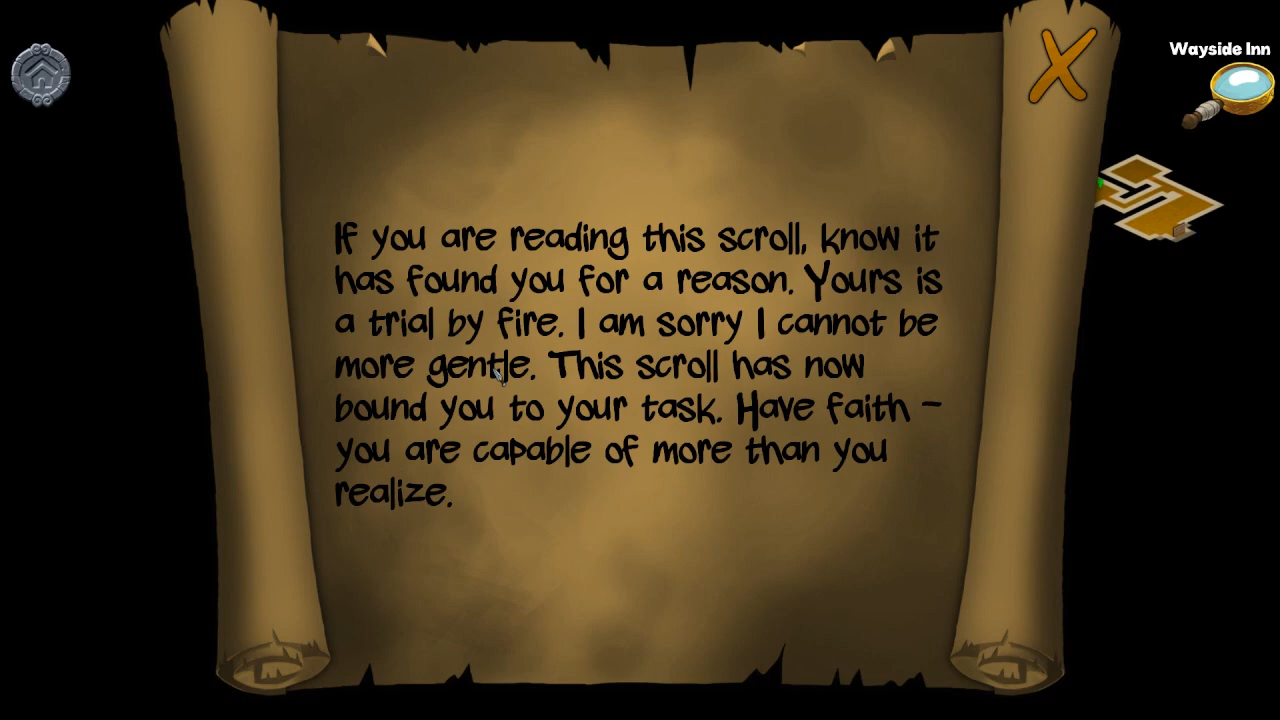 Wayside Inn
If you are reading this scroll, know it
has found you for a reason. Yours is
a trial by fire. I am sorry I cannot be
more gentle. This scroll has now
bound you to your task. Have faith -
you are capable of more than you
realize.